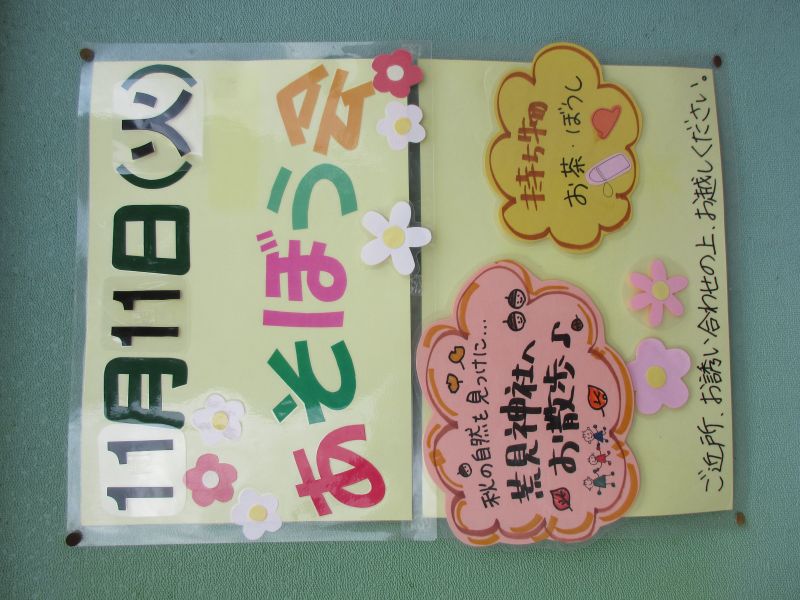 11月11日(火)
あそぼう会
秋の自然を見つけに…
荒見神社へ
お散歩♪
持ち物
お茶・ぼうし
ご近所、お誘い合わせの上、お越しください。